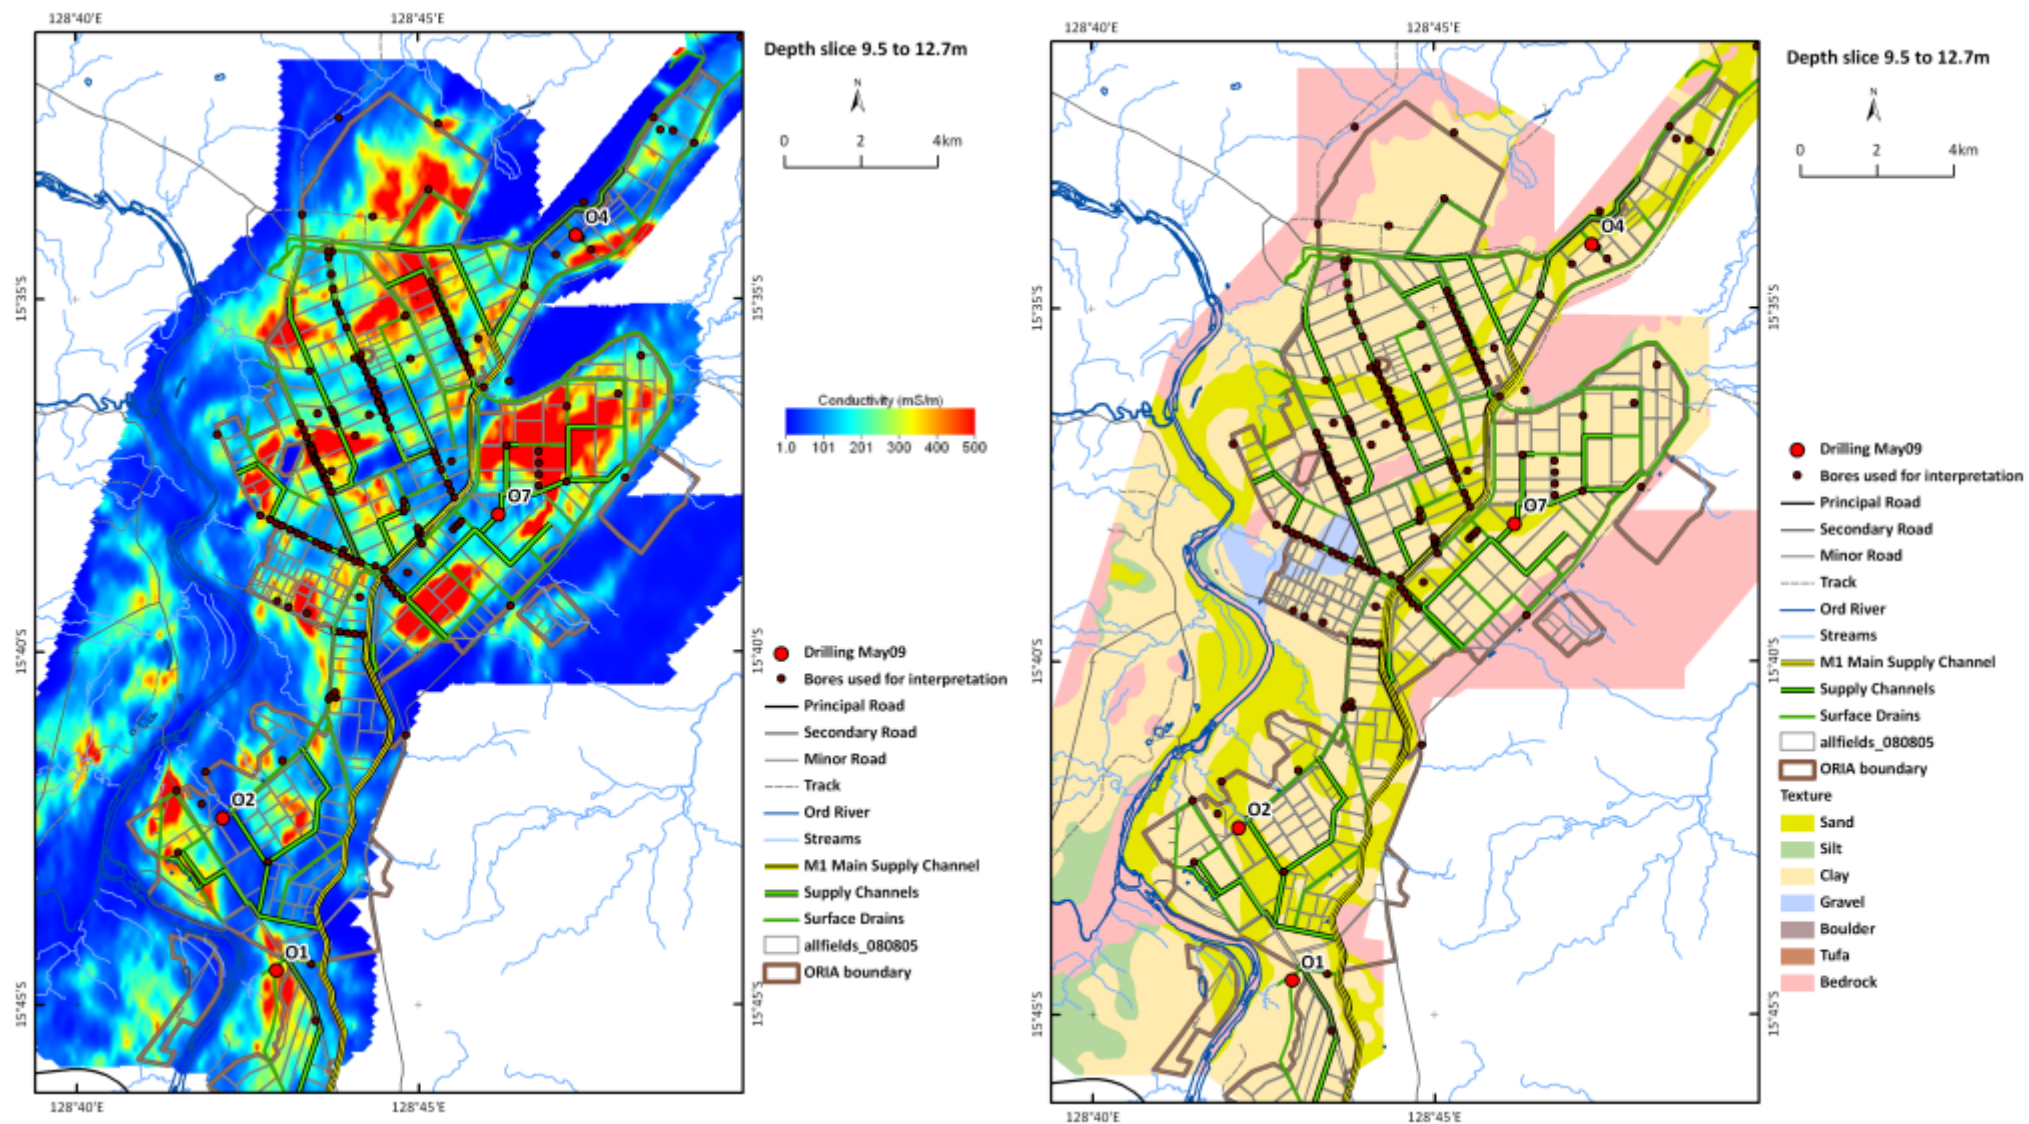 128°40'E
128°45'E
Depth slice 9.5 to 12.7m
N
0 2 4km
O4
15°35'S
15°35'S
Conductivity (mS/m)
1.0 101 201 300 400 500
O7
15°40'S
15°40'S
O2
O1
15°45'S
15°45'S
128°40'E
128°45'E
Drilling May09
Bores used for interpretation
Principal Road
Secondary Road
Minor Road
Track
Ord River
Streams
M1 Main Supply Channel
Supply Channels
Surface Drains
allfields_080805
ORIA boundary
128°40'E
128°45'E
Depth slice 9.5 to 12.7m
N
0 2 4km
O4
15°35'S
15°35'S
O7
15°40'S
15°40'S
O2
O1
15°45'S
15°45'S
128°40'E
128°45'E
Drilling May09
Bores used for interpretation
Principal Road
Secondary Road
Minor Road
Track
Ord River
Streams
M1 Main Supply Channel
Supply Channels
Surface Drains
allfields_080805
ORIA boundary
Texture
Sand
Silt
Clay
Gravel
Boulder
Tufa
Bedrock